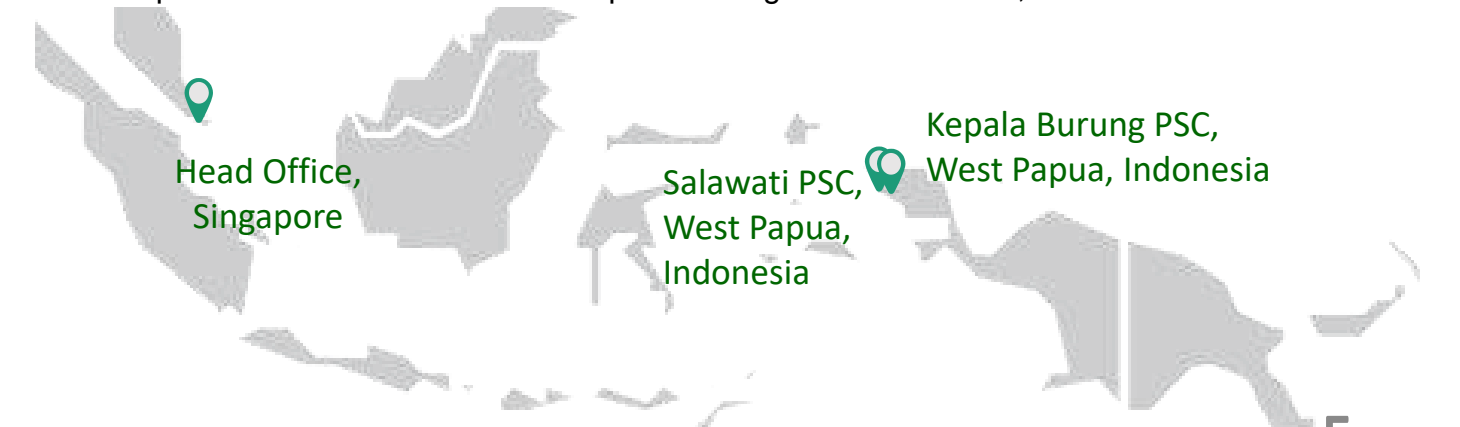 Head Office,
Singapore
Salawati PSC,
West Papua,
Indonesia
Kepala Burung PSC,
West Papua, Indonesia